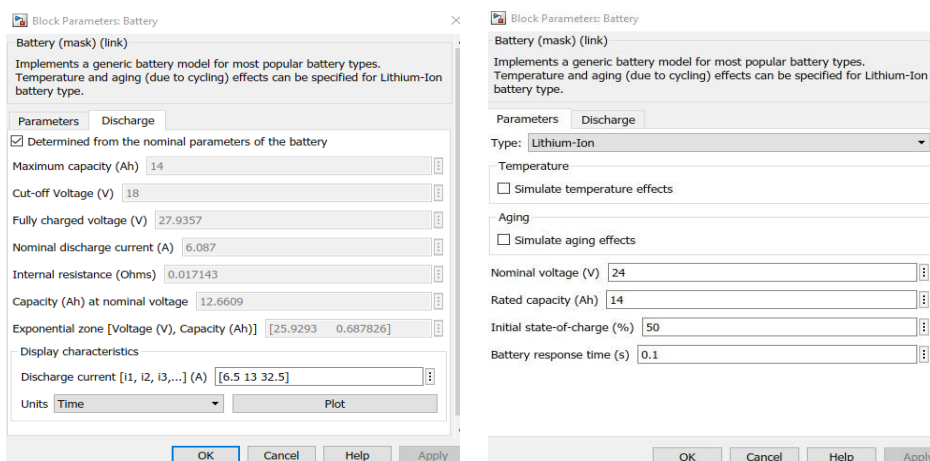 Block Parameters: Battery
Battery (mask) (link)
Implements a generic battery model for most popular battery types.
Temperature and aging (due to cycling) effects can be specified for Lithium-Ion
battery type.
Parameters Discharge
Determined from the nominal parameters of the battery
Maximum capacity (Ah) 14
Cut-off Voltage (V) 18
Fully charged voltage (V) 27.9357
Nominal discharge current (A) 6.087
Internal resistance (Ohms) 0.017143
Capacity (Ah) at nominal voltage 12.6609
Exponential zone [Voltage (V), Capacity (Ah)] [25.9293 0.687826]
Display characteristics
Discharge current [i1, i2, i3,...] (A) [6.5 13 32.5]
Units Time Plot
OK Cancel Help Apply
Block Parameters: Battery
Battery (mask) (link)
Implements a generic battery model for most popular battery types.
Temperature and aging (due to cycling) effects can be specified for Lithium-Ion
battery type.
Parameters Discharge
Type: Lithium-Ion
Temperature
Simulate temperature effects
Aging
Simulate aging effects
Nominal voltage (V) 24
Rated capacity (Ah) 14
Initial state-of-charge (%) 50
Battery response time (s) 0.1
OK Cancel Help Apply